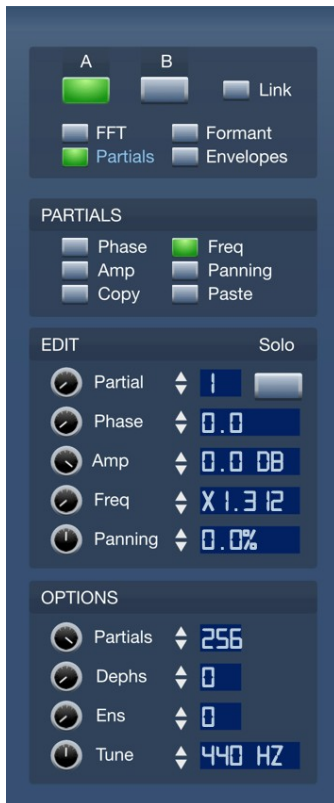 A B
Link
FFT Formant
Partials Envelopes
PARTIALS
Phase Freq
Amp Panning
Copy Paste
EDIT Solo
Partial 1
Phase 0.0
Amp 0.0 DB
Freq X1.312
Panning 0.0%
OPTIONS
Partials 256
Dephs 0
Ens 0
Tune 440 HZ